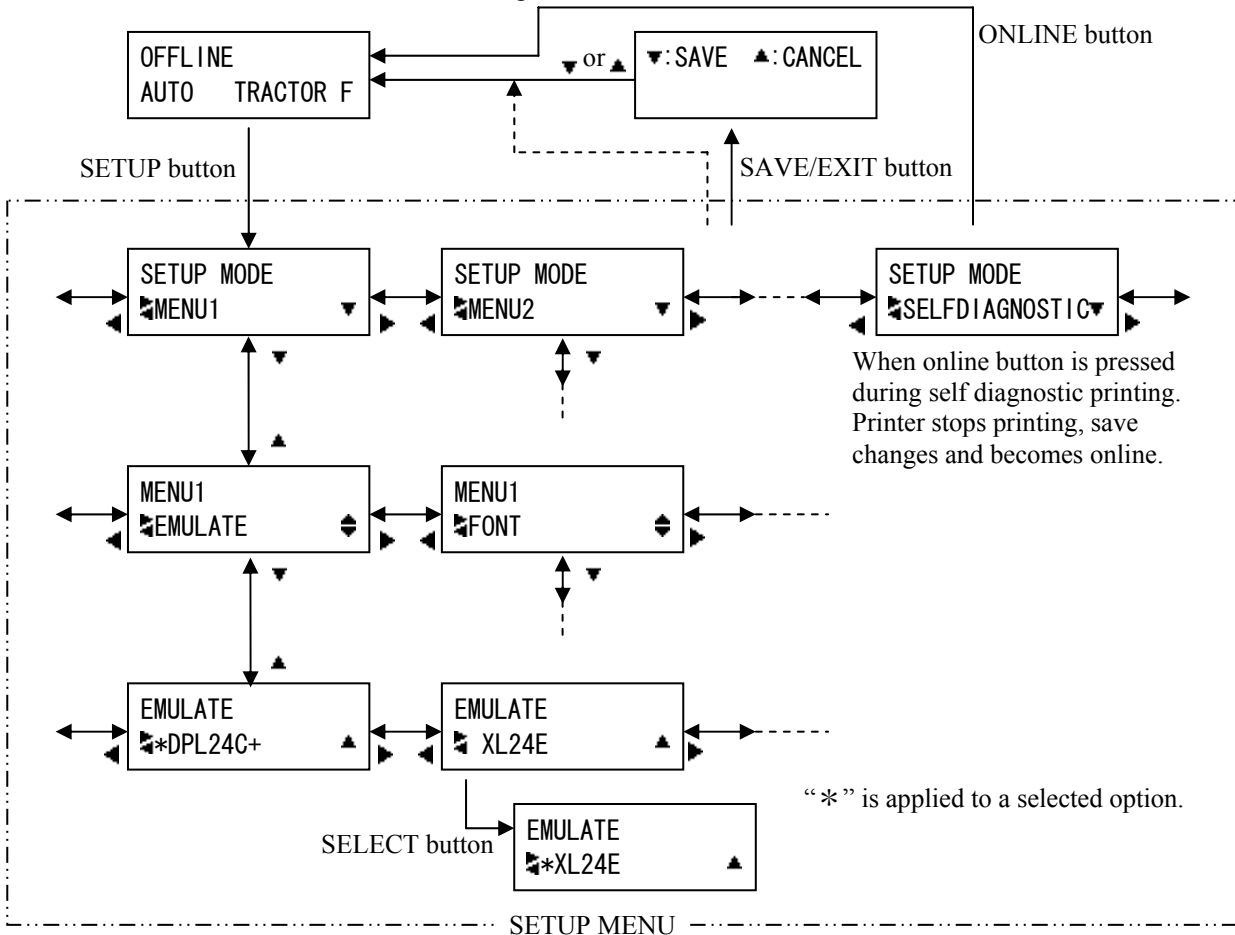 ONLINE button
OFFLINE
AUTO TRACTOR F
▼ or ▲
▼:SAVE ▲:CANCEL
SETUP button
SAVE/EXIT button
SETUP MODE
MENU1 ▼
SETUP MODE
MENU2 ▼
SETUP MODE
SELFDIAGNOSTIC▼
When online button is pressed
during self diagnostic printing.
Printer stops printing, save
changes and becomes online.
MENU1
EMULATE
MENU1
FONT
EMULATE
*DPL24C+ ▲
EMULATE
XL24E ▲
“*” is applied to a selected option.
SELECT button
EMULATE
*XL24E ▲
SETUP MENU